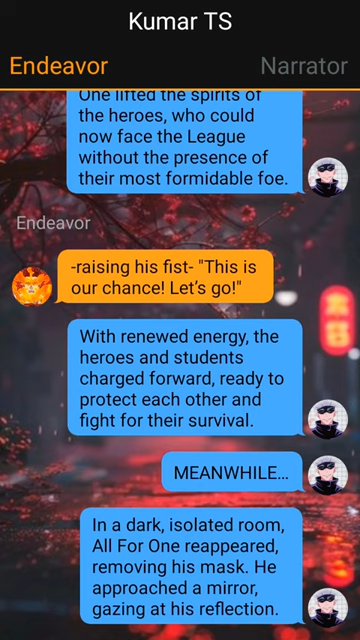 Kumar TS
Endeavor
Narrator
One lifted the spirits of
the heroes, who could
now face the League
without the presence of
their most formidable foe.
Endeavor
-raising his fist- "This is
our chance! Let's go!"
With renewed energy, the
heroes and students
charged forward, ready to
protect each other and
fight for their survival.
MEANWHILE...
In a dark, isolated room,
All For One reappeared,
removing his mask. He
approached a mirror,
gazing at his reflection.